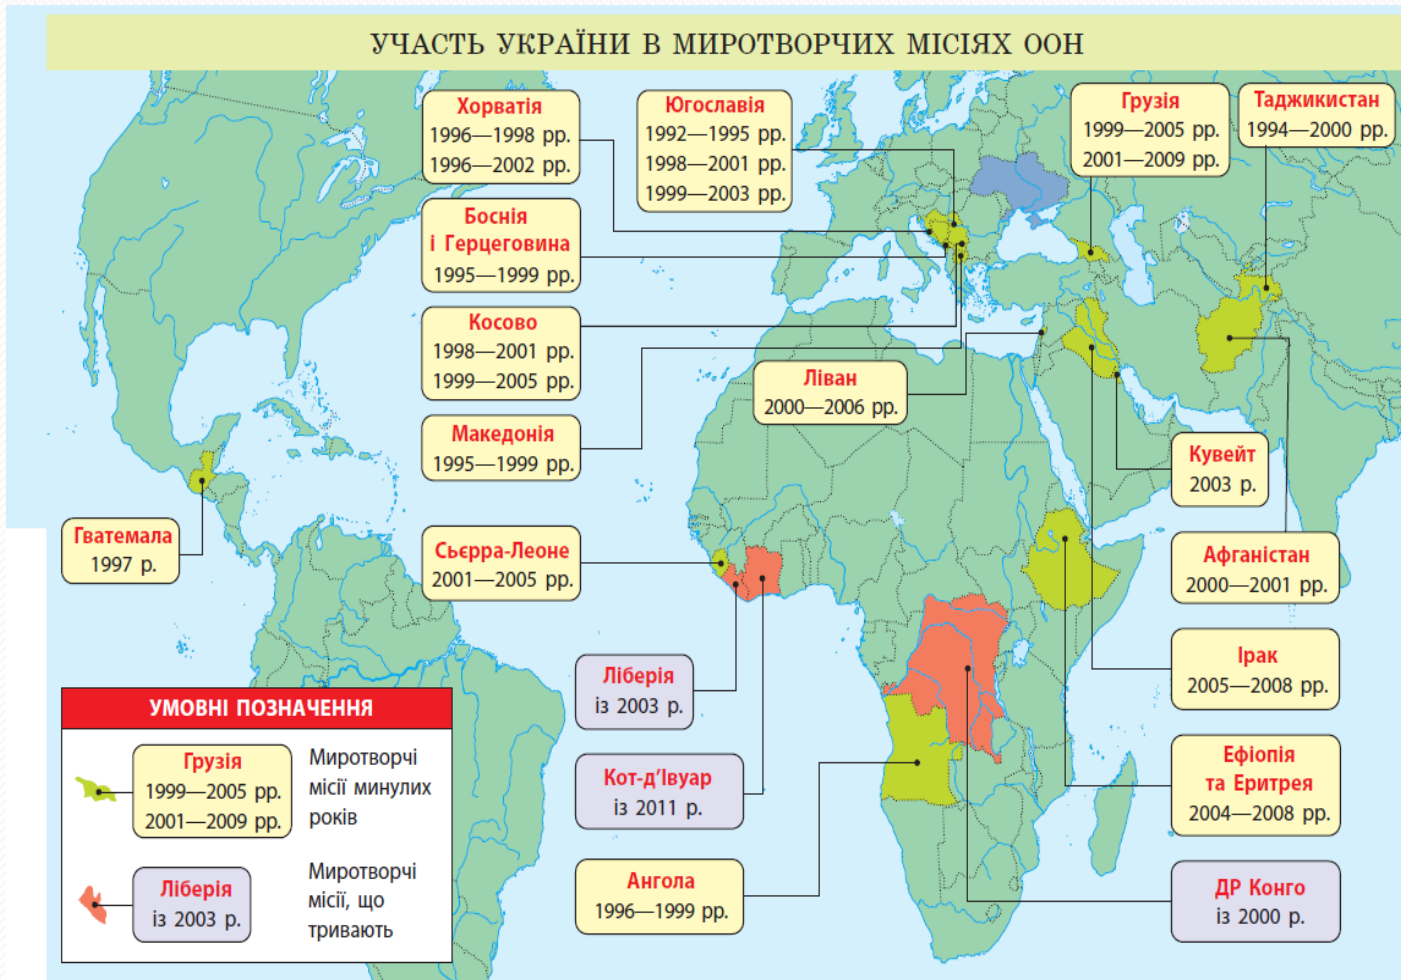 УЧАСТЬ УКРАЇНИ В МИРОТВОРЧИХ МІСІЯХ ООН
Хорватія
1996—1998 рр.
1996—2002 рр.
Югославія
1992—1995 рр.
1998—2001 рр.
1999—2003 рр.
Грузія
1999—2005 рр.
2001—2009 рр.
Таджикистан
1994—2000 рр.
Боснія
і Герцеговина
1995—1999 рр.
Косово
1998—2001 рр.
1999—2005 рр.
Ліван
2000—2006 рр.
Македонія
1995—1999 рр.
Кувейт
2003 р.
Гватемала
1997 р.
Сьєрра-Леоне
2001—2005 рр.
Афганістан
2000—2001 рр.
Ірак
2005—2008 рр.
Ліберія
із 2003 р.
Кот-д’Івуар
із 2011 р.
Ефіопія
та Еритрея
2004—2008 рр.
Ангола
1996—1999 рр.
ДР Конго
із 2000 р.
УМОВНІ ПОЗНАЧЕННЯ
Грузія
1999—2005 рр.
2001—2009 рр.
Миротворчі
місії минулих
років
Ліберія
із 2003 р.
Миротворчі
місії, що
тривають